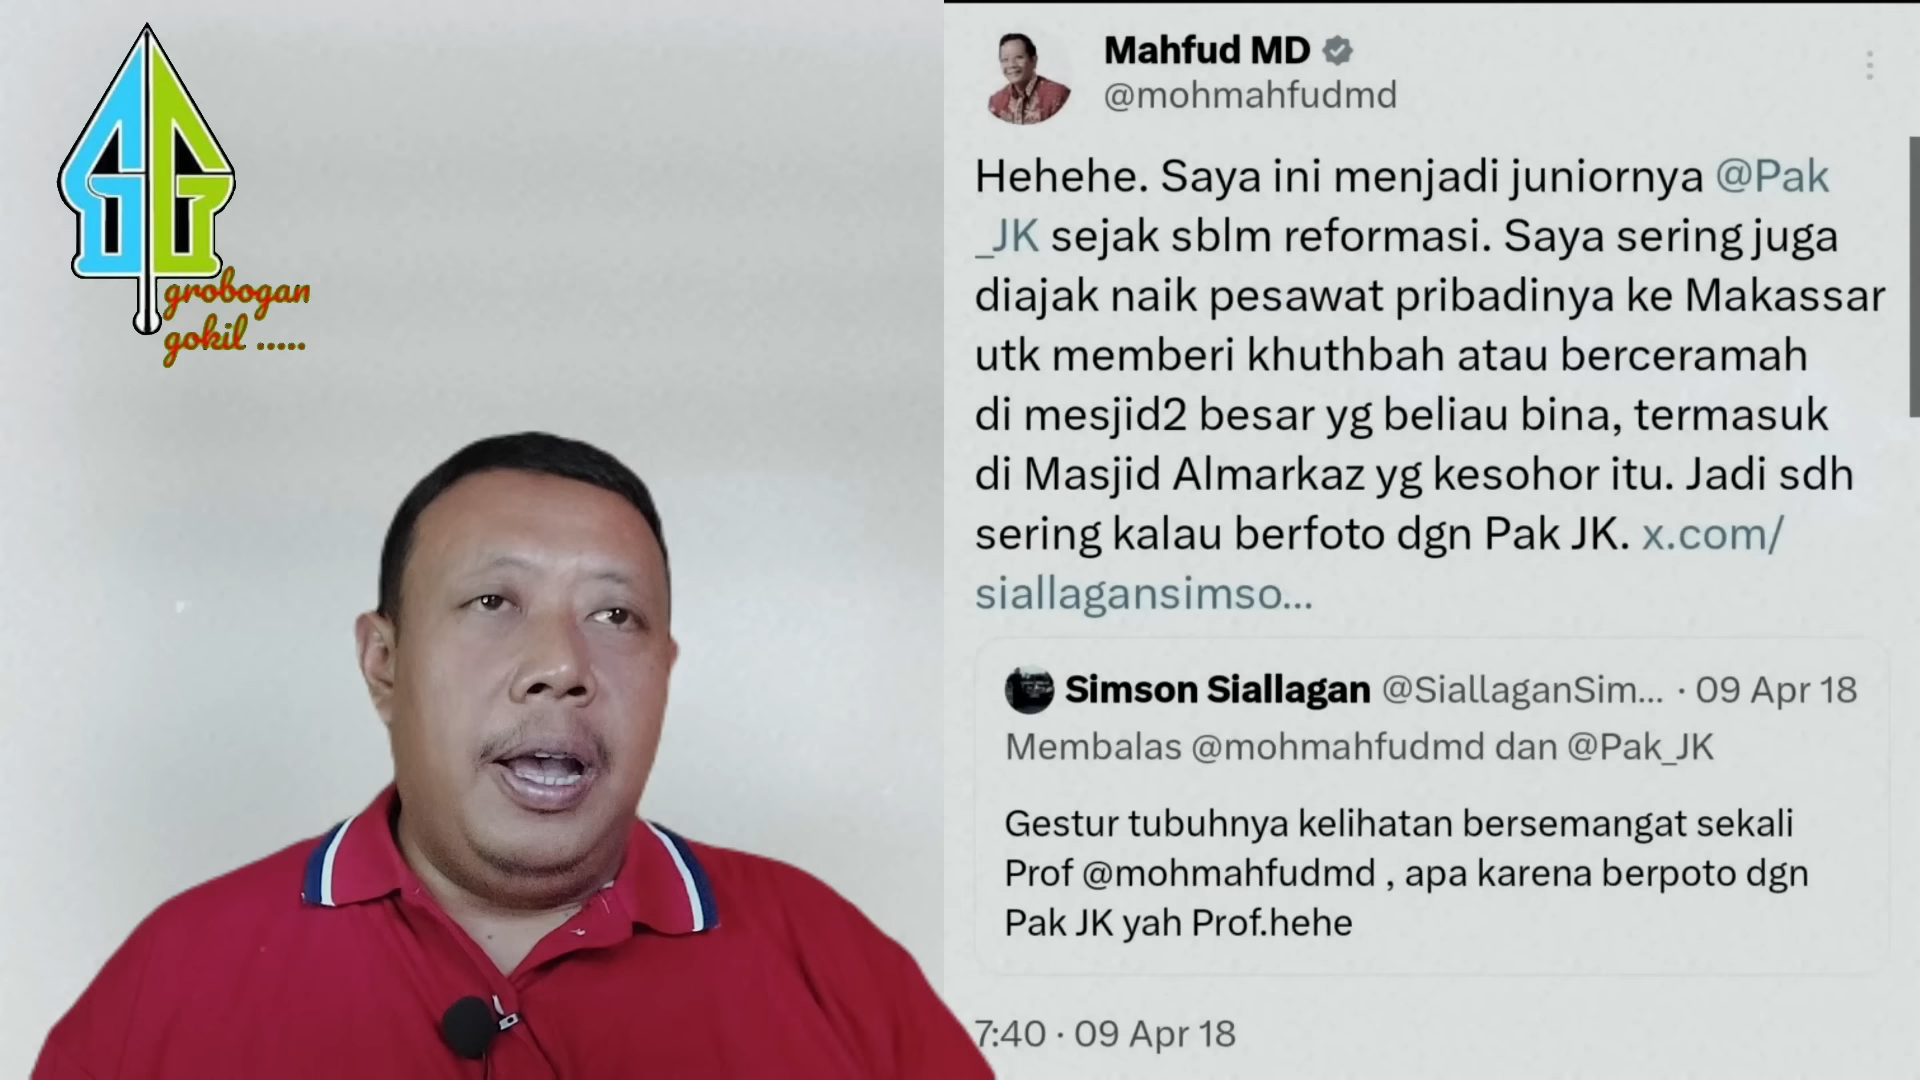 grobogan
gokil .....
Mahfud MD
@mohmahfudmd
Hehehe. Saya ini menjadi juniornya @Pak
_JK sejak sblm reformasi. Saya sering juga
diajak naik pesawat pribadinya ke Makassar
utk memberi khuthbah atau berceramah
di mesjid2 besar yg beliau bina, termasuk
di Masjid Almarkaz yg kesohor itu. Jadi sdh
sering kalau berfoto dgn Pak JK. x.com/
siallagansimso...
Simson Siallagan @SiallaganSim... · 09 Apr 18
Membalas @mohmahfudmd dan @Pak_JK
Gestur tubuhnya kelihatan bersemangat sekali
Prof @mohmahfudmd , apa karena berpoto dgn
Pak JK yah Prof.hehe
7:40 · 09 Apr 18